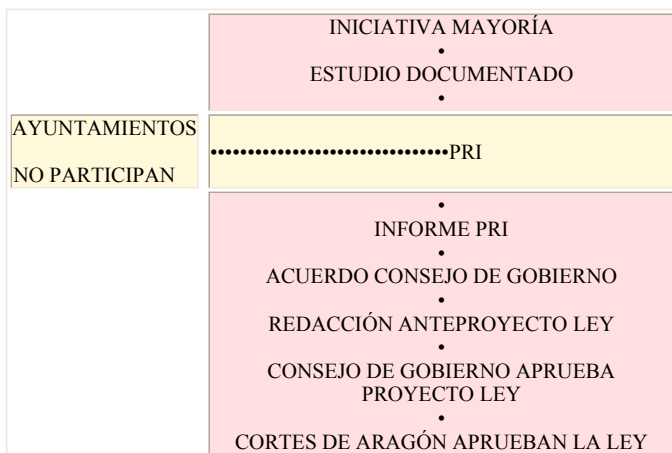 INICIATIVA MAYORÍA
•
ESTUDIO DOCUMENTADO
•
AYUNTAMIENTOS
NO PARTICIPAN
••••••••••••••••••••••••••••••••PRI
•
INFORME PRI
•
ACUERDO CONSEJO DE GOBIERNO
•
REDACCIÓN ANTEPROYECTO LEY
•
CONSEJO DE GOBIERNO APRUEBA
PROYECTO LEY
•
CORTES DE ARAGÓN APRUEBAN LA LEY